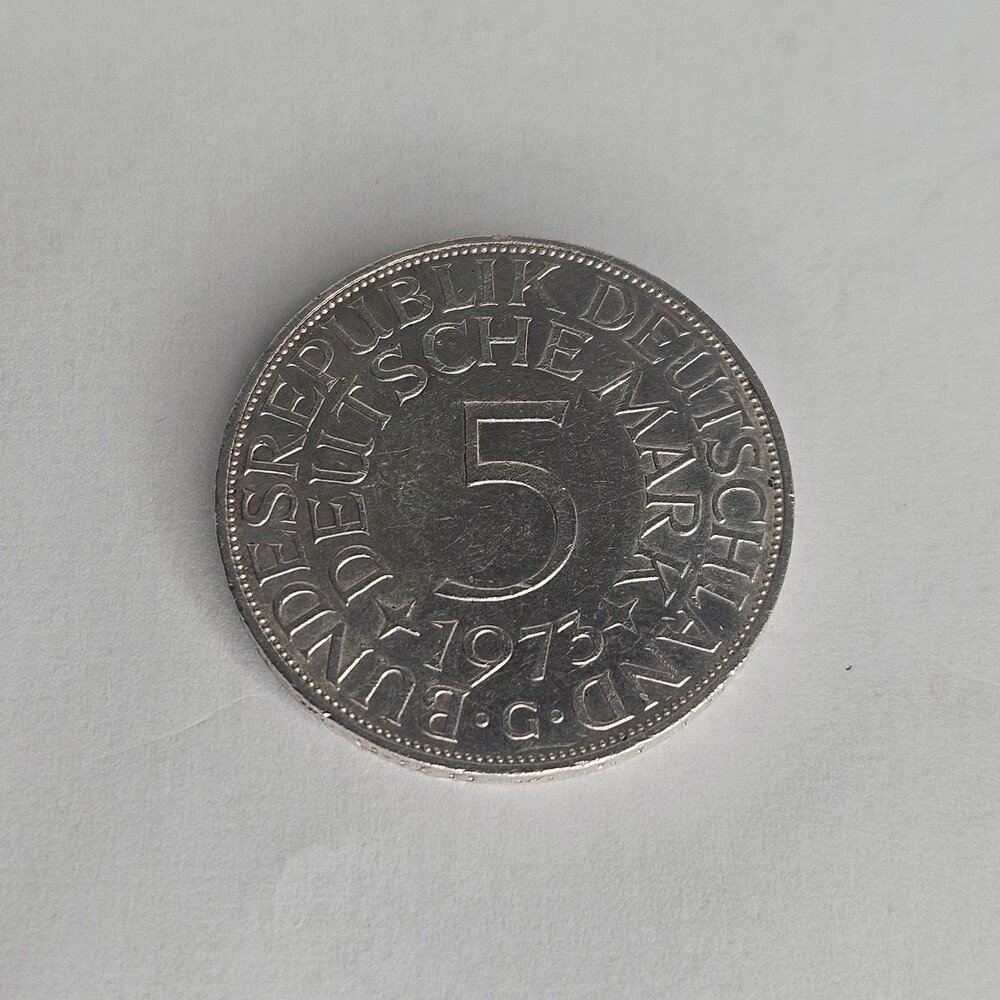 BUNDESREPUBLIK DEUTSCHLAND
DEUTSCHE MARK
5
1973
· G ·